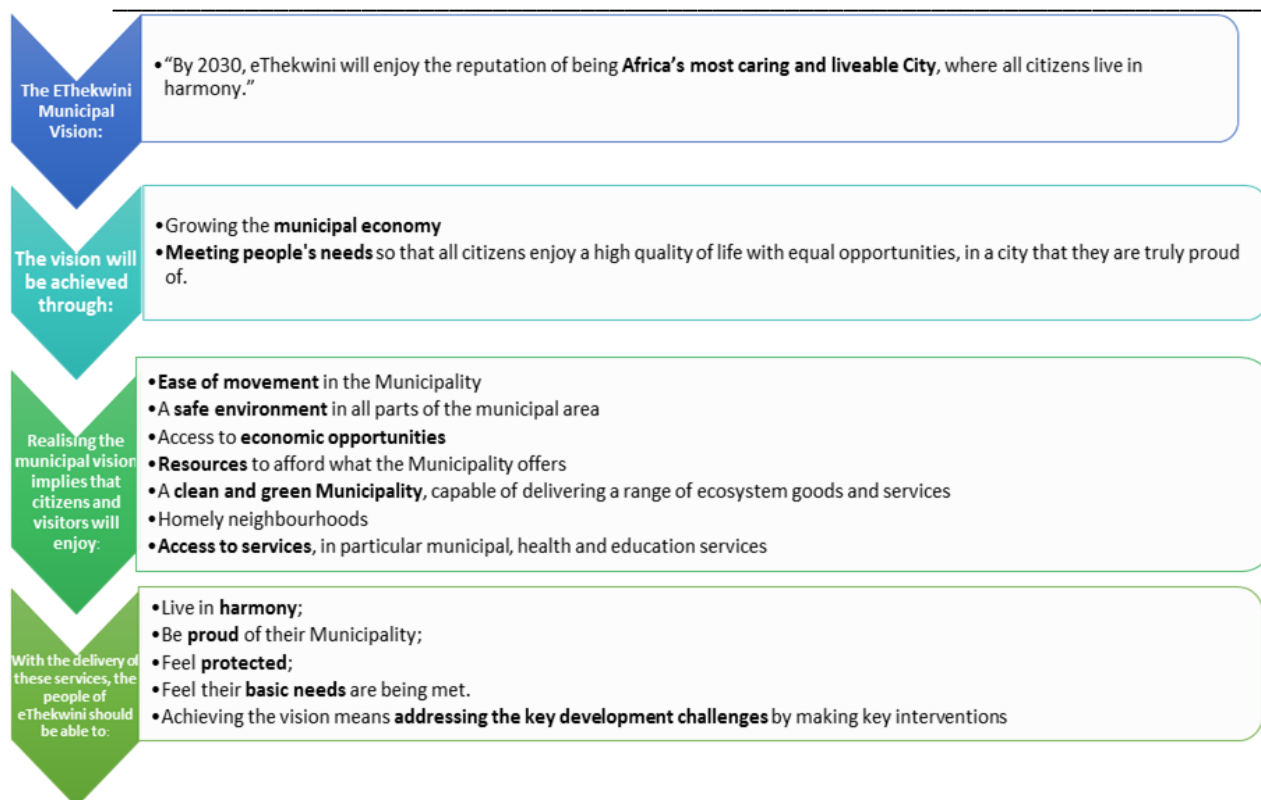 The EThekwini
Municipal
Vision:
•“By 2030, eThekwini will enjoy the reputation of being Africa’s most caring and liveable City, where all citizens live in
harmony.”
The vision will
be achieved
through:
•Growing the municipal economy
•Meeting people's needs so that all citizens enjoy a high quality of life with equal opportunities, in a city that they are truly proud
of.
Realising the
municipal vision
implies that
citizens and
visitors will
enjoy:
•Ease of movement in the Municipality
•A safe environment in all parts of the municipal area
•Access to economic opportunities
•Resources to afford what the Municipality offers
•A clean and green Municipality, capable of delivering a range of ecosystem goods and services
•Homely neighbourhoods
•Access to services, in particular municipal, health and education services
With the delivery of
these services, the
people of
eThekwini should
be able to:
•Live in harmony;
•Be proud of their Municipality;
•Feel protected;
•Feel their basic needs are being met.
•Achieving the vision means addressing the key development challenges by making key interventions